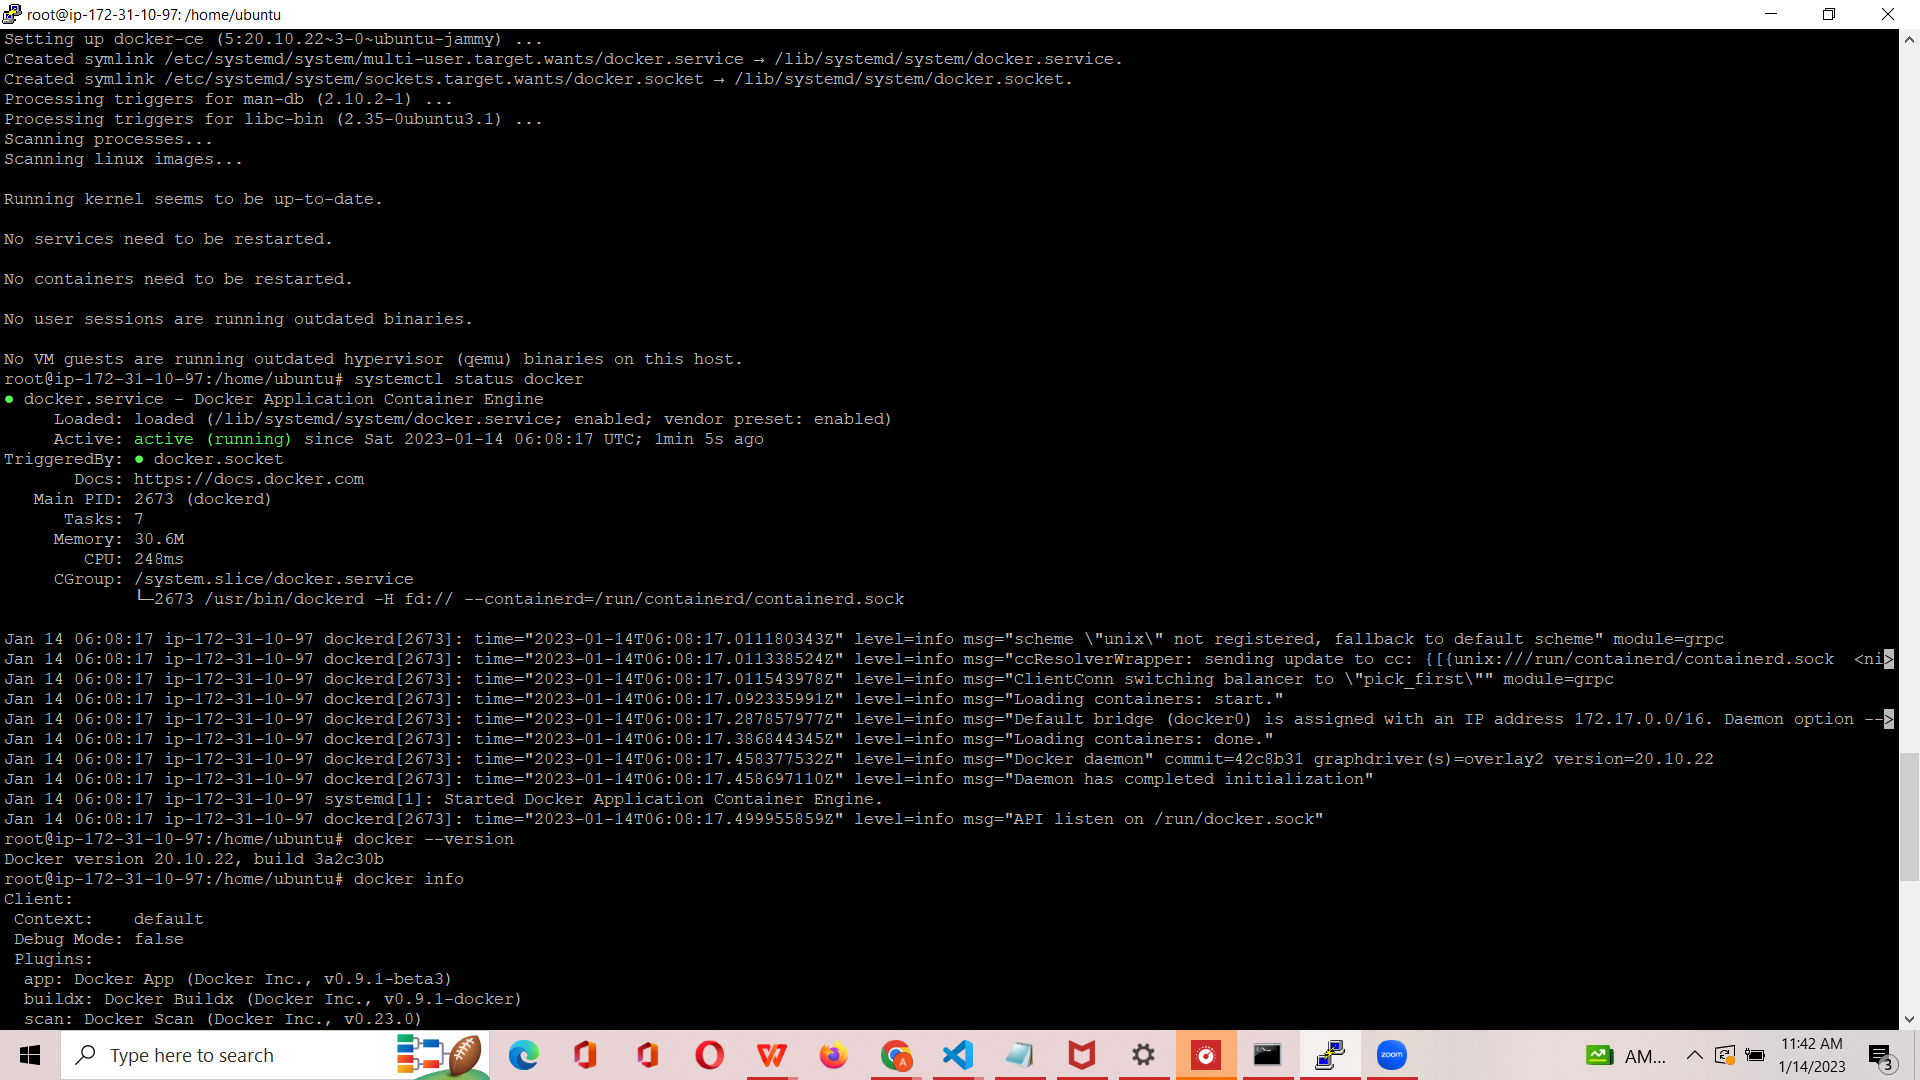 root@ip-172-31-10-97: /home/ubuntu
Setting up docker-ce (5:20.10.22~3-0~ubuntu-jammy) ...
Created symlink /etc/systemd/system/multi-user.target.wants/docker.service → /lib/systemd/system/docker.service.
Created symlink /etc/systemd/system/sockets.target.wants/docker.socket → /lib/systemd/system/docker.socket.
Processing triggers for man-db (2.10.2-1) ...
Processing triggers for libc-bin (2.35-0ubuntu3.1) ...
Scanning processes...
Scanning linux images...
Running kernel seems to be up-to-date.
No services need to be restarted.
No containers need to be restarted.
No user sessions are running outdated binaries.
No VM guests are running outdated hypervisor (qemu) binaries on this host.
root@ip-172-31-10-97:/home/ubuntu# systemctl status docker
● docker.service - Docker Application Container Engine
Loaded: loaded (/lib/systemd/system/docker.service; enabled; vendor preset: enabled)
Active: active (running) since Sat 2023-01-14 06:08:17 UTC; 1min 5s ago
TriggeredBy: ● docker.socket
Docs: https://docs.docker.com
Main PID: 2673 (dockerd)
Tasks: 7
Memory: 30.6M
CPU: 248ms
CGroup: /system.slice/docker.service
└─2673 /usr/bin/dockerd -H fd:// --containerd=/run/containerd/containerd.sock
Jan 14 06:08:17 ip-172-31-10-97 dockerd[2673]: time="2023-01-14T06:08:17.011180343Z" level=info msg="scheme \"unix\" not registered, fallback to default scheme" module=grpc
Jan 14 06:08:17 ip-172-31-10-97 dockerd[2673]: time="2023-01-14T06:08:17.011338524Z" level=info msg="ccResolverWrapper: sending update to cc: {[{unix:///run/containerd/containerd.sock  <ni>
Jan 14 06:08:17 ip-172-31-10-97 dockerd[2673]: time="2023-01-14T06:08:17.011543978Z" level=info msg="ClientConn switching balancer to \"pick_first\"" module=grpc
Jan 14 06:08:17 ip-172-31-10-97 dockerd[2673]: time="2023-01-14T06:08:17.092335991Z" level=info msg="Loading containers: start."
Jan 14 06:08:17 ip-172-31-10-97 dockerd[2673]: time="2023-01-14T06:08:17.287857977Z" level=info msg="Default bridge (docker0) is assigned with an IP address 172.17.0.0/16. Daemon option -->
Jan 14 06:08:17 ip-172-31-10-97 dockerd[2673]: time="2023-01-14T06:08:17.386844345Z" level=info msg="Loading containers: done."
Jan 14 06:08:17 ip-172-31-10-97 dockerd[2673]: time="2023-01-14T06:08:17.458377532Z" level=info msg="Docker daemon" commit=42c8b31 graphdriver(s)=overlay2 version=20.10.22
Jan 14 06:08:17 ip-172-31-10-97 dockerd[2673]: time="2023-01-14T06:08:17.458697110Z" level=info msg="Daemon has completed initialization"
Jan 14 06:08:17 ip-172-31-10-97 systemd[1]: Started Docker Application Container Engine.
Jan 14 06:08:17 ip-172-31-10-97 dockerd[2673]: time="2023-01-14T06:08:17.499955859Z" level=info msg="API listen on /run/docker.sock"
root@ip-172-31-10-97:/home/ubuntu# docker --version
Docker version 20.10.22, build 3a2c30b
root@ip-172-31-10-97:/home/ubuntu# docker info
Client:
Context:    default
Debug Mode: false
Plugins:
app: Docker App (Docker Inc., v0.9.1-beta3)
buildx: Docker Buildx (Docker Inc., v0.9.1-docker)
scan: Docker Scan (Docker Inc., v0.23.0)
Type here to search
zoom
AM...
11:42 AM
1/14/2023
3